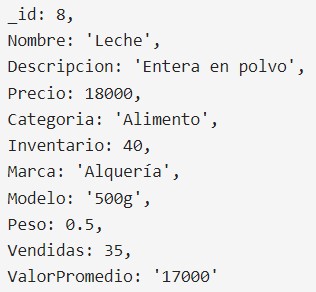 _id: 8,
Nombre: 'Leche',
Descripcion: 'Entera en polvo',
Precio: 18000,
Categoria: 'Alimento',
Inventario: 40,
Marca: 'Alquería',
Modelo: '500g',
Peso: 0.5,
Vendidas: 35,
ValorPromedio: '17000'